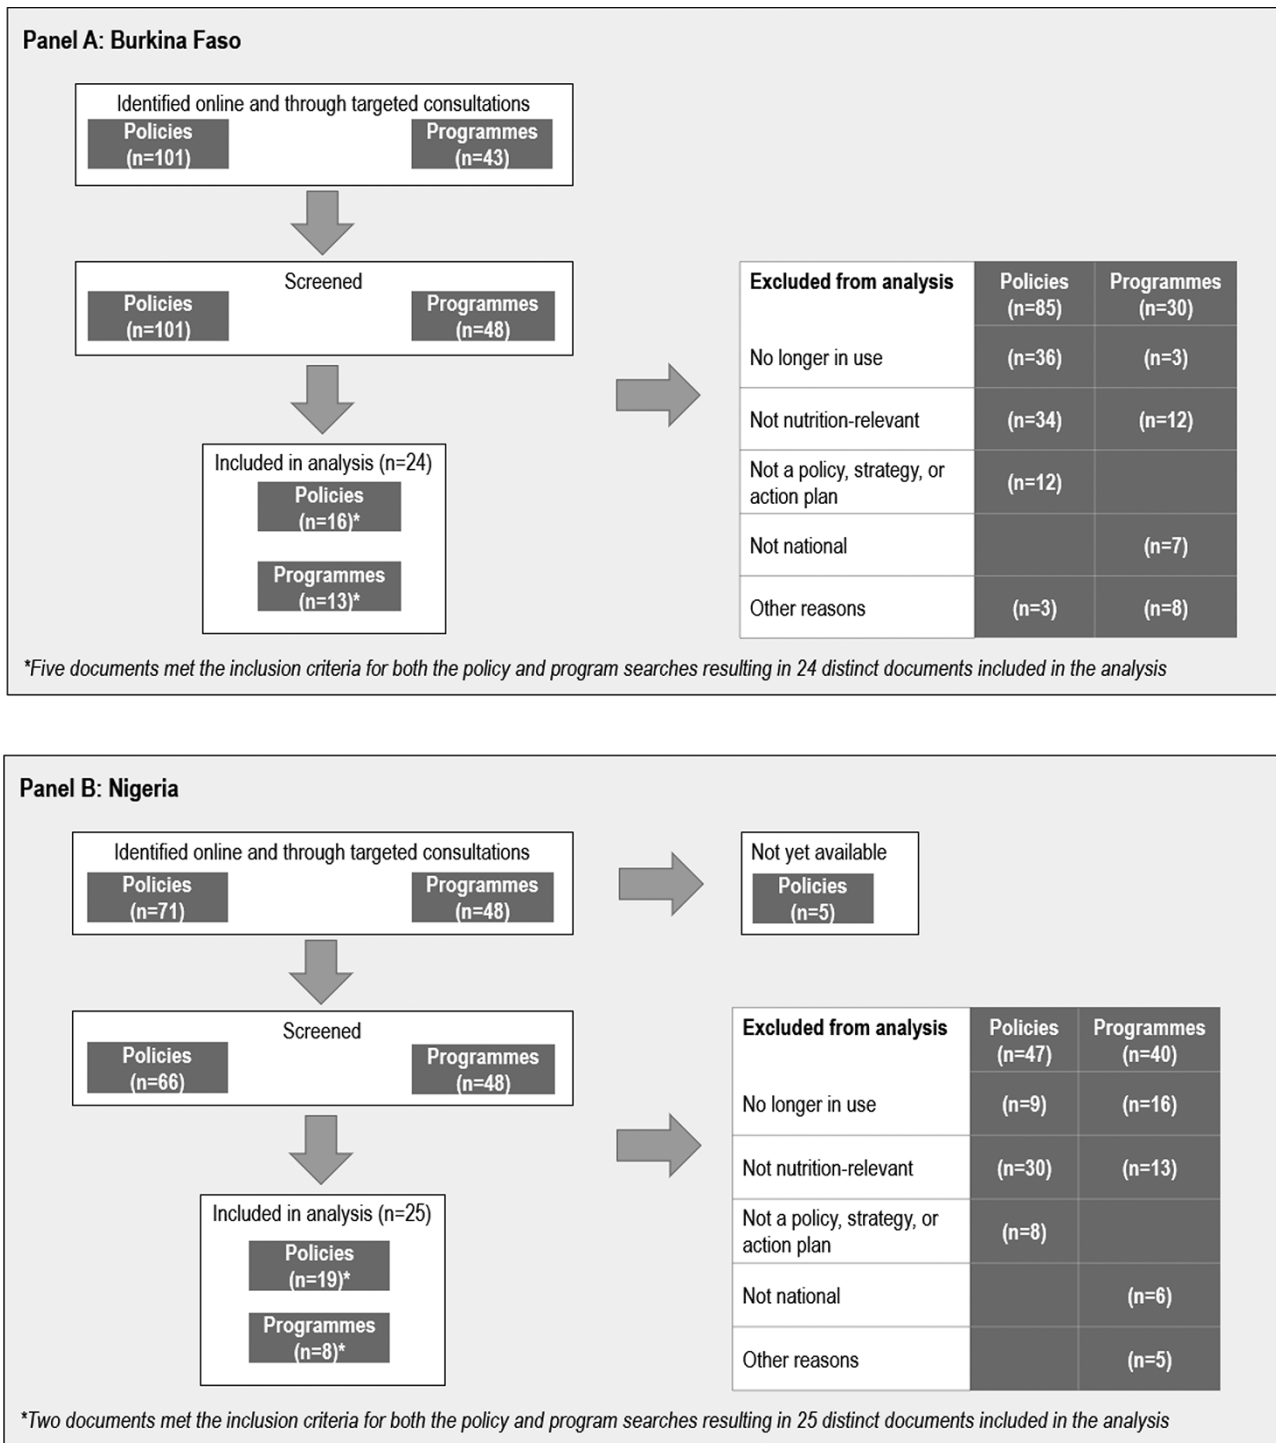 Panel A: Burkina Faso
Identified online and through targeted consultations
Policies
(n=101)
Programmes
(n=43)
Screened
Policies
(n=101)
Programmes
(n=48)
Included in analysis (n=24)
Policies
(n=16)*
Programmes
(n=13)*
Excluded from analysis
Policies
(n=85)
Programmes
(n=30)
No longer in use
(n=36)
(n=3)
Not nutrition-relevant
(n=34)
(n=12)
Not a policy, strategy, or
action plan
(n=12)
Not national
(n=7)
Other reasons
(n=3)
(n=8)
*Five documents met the inclusion criteria for both the policy and program searches resulting in 24 distinct documents included in the analysis
Panel B: Nigeria
Identified online and through targeted consultations
Policies
(n=71)
Programmes
(n=48)
Not yet available
Policies
(n=5)
Screened
Policies
(n=66)
Programmes
(n=48)
Included in analysis (n=25)
Policies
(n=19)*
Programmes
(n=8)*
Excluded from analysis
Policies
(n=47)
Programmes
(n=40)
No longer in use
(n=9)
(n=16)
Not nutrition-relevant
(n=30)
(n=13)
Not a policy, strategy, or
action plan
(n=8)
Not national
(n=6)
Other reasons
(n=5)
*Two documents met the inclusion criteria for both the policy and program searches resulting in 25 distinct documents included in the analysis